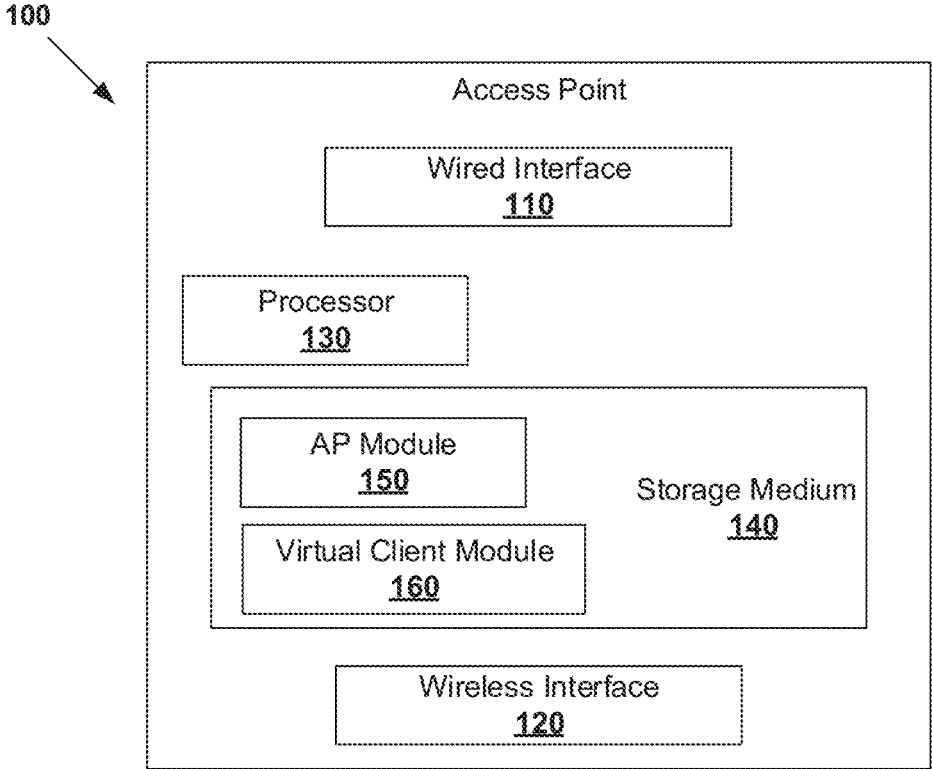 100
Access Point
Wired Interface
110
Processor
130
AP Module
150
Storage Medium
140
Virtual Client Module
160
Wireless Interface
120